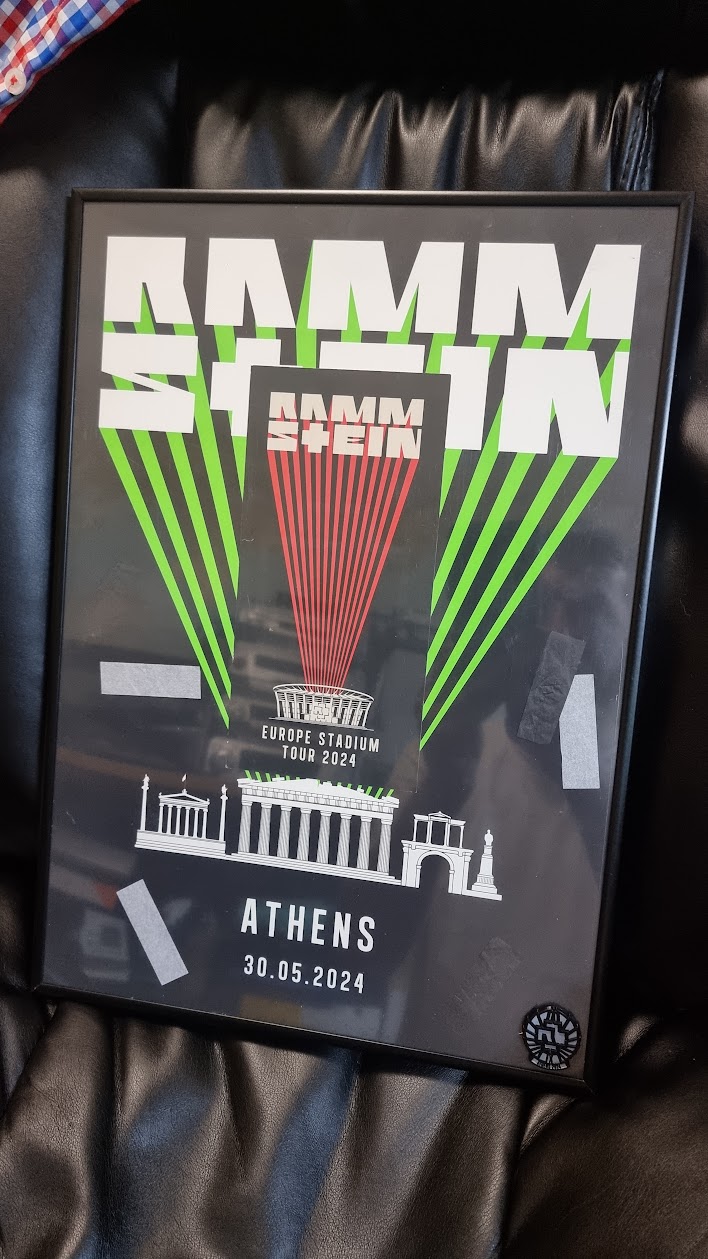 RAMM
STEIN
RAMM
STEIN
EUROPE STADIUM
TOUR 2024
ATHENS
30.05.2024